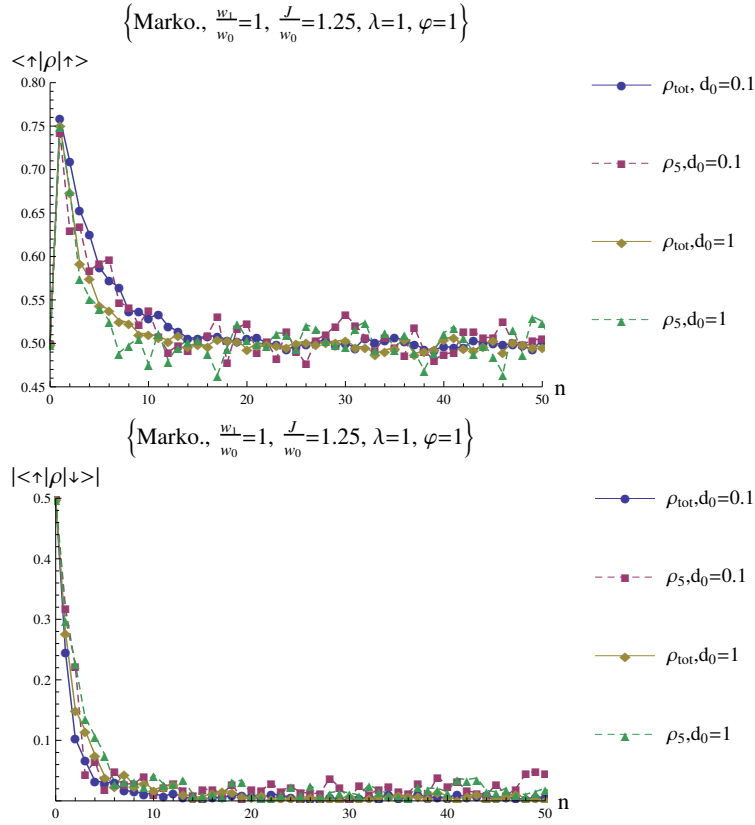 {Marko., w₁/w₀=1, J/w₀=1.25, λ=1, φ=1}
<↑|ρ|↑>
0.80
0.75
0.70
0.65
0.60
0.55
0.50
0.45
0 10 20 30 40 50 n
ρtot, d₀=0.1
ρ₅,d₀=0.1
ρtot,d₀=1
ρ₅,d₀=1
{Marko., w₁/w₀=1, J/w₀=1.25, λ=1, φ=1}
|<↑|ρ|↓>|
0.5
0.4
0.3
0.2
0.1
0 10 20 30 40 50 n
ρtot,d₀=0.1
ρ₅,d₀=0.1
ρtot,d₀=1
ρ₅,d₀=1